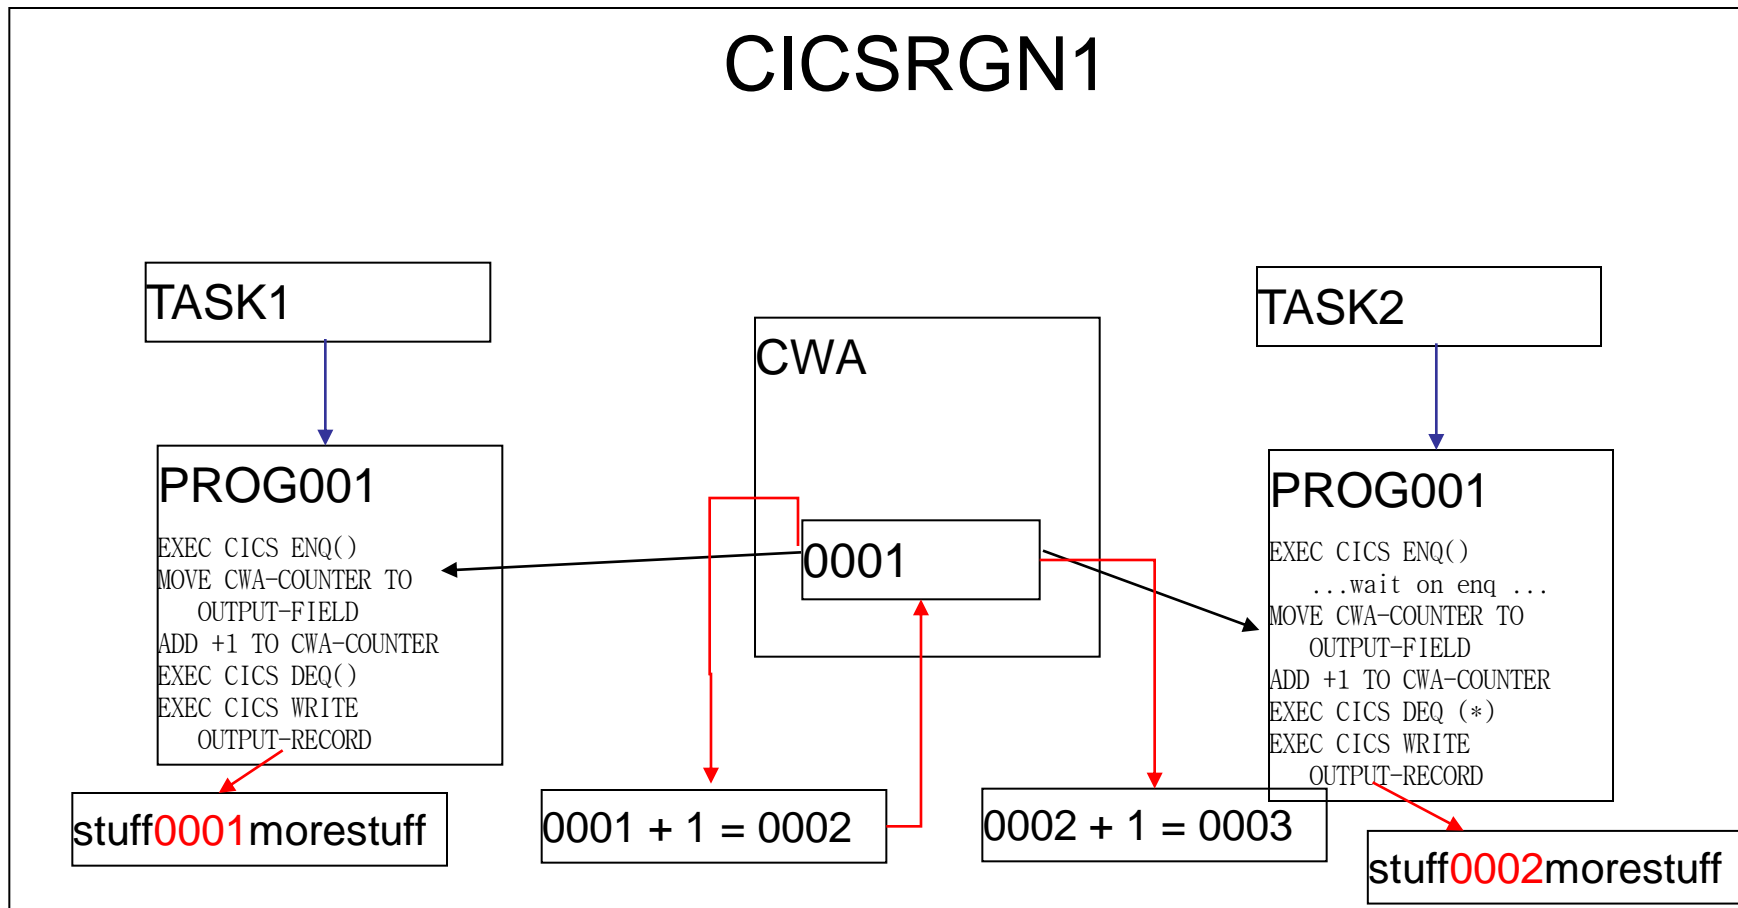 CICSRGN1
TASK1
PROG001
EXEC CICS ENQ()
MOVE CWA-COUNTER TO
OUTPUT-FIELD
ADD +1 TO CWA-COUNTER
EXEC CICS DEQ()
EXEC CICS WRITE
OUTPUT-RECORD
stuff0001morestuff
CWA
0001
0001 + 1 = 0002
0002 + 1 = 0003
TASK2
PROG001
EXEC CICS ENQ()
...wait on enq ...
MOVE CWA-COUNTER TO
OUTPUT-FIELD
ADD +1 TO CWA-COUNTER
EXEC CICS DEQ (*)
EXEC CICS WRITE
OUTPUT-RECORD
stuff0002morestuff